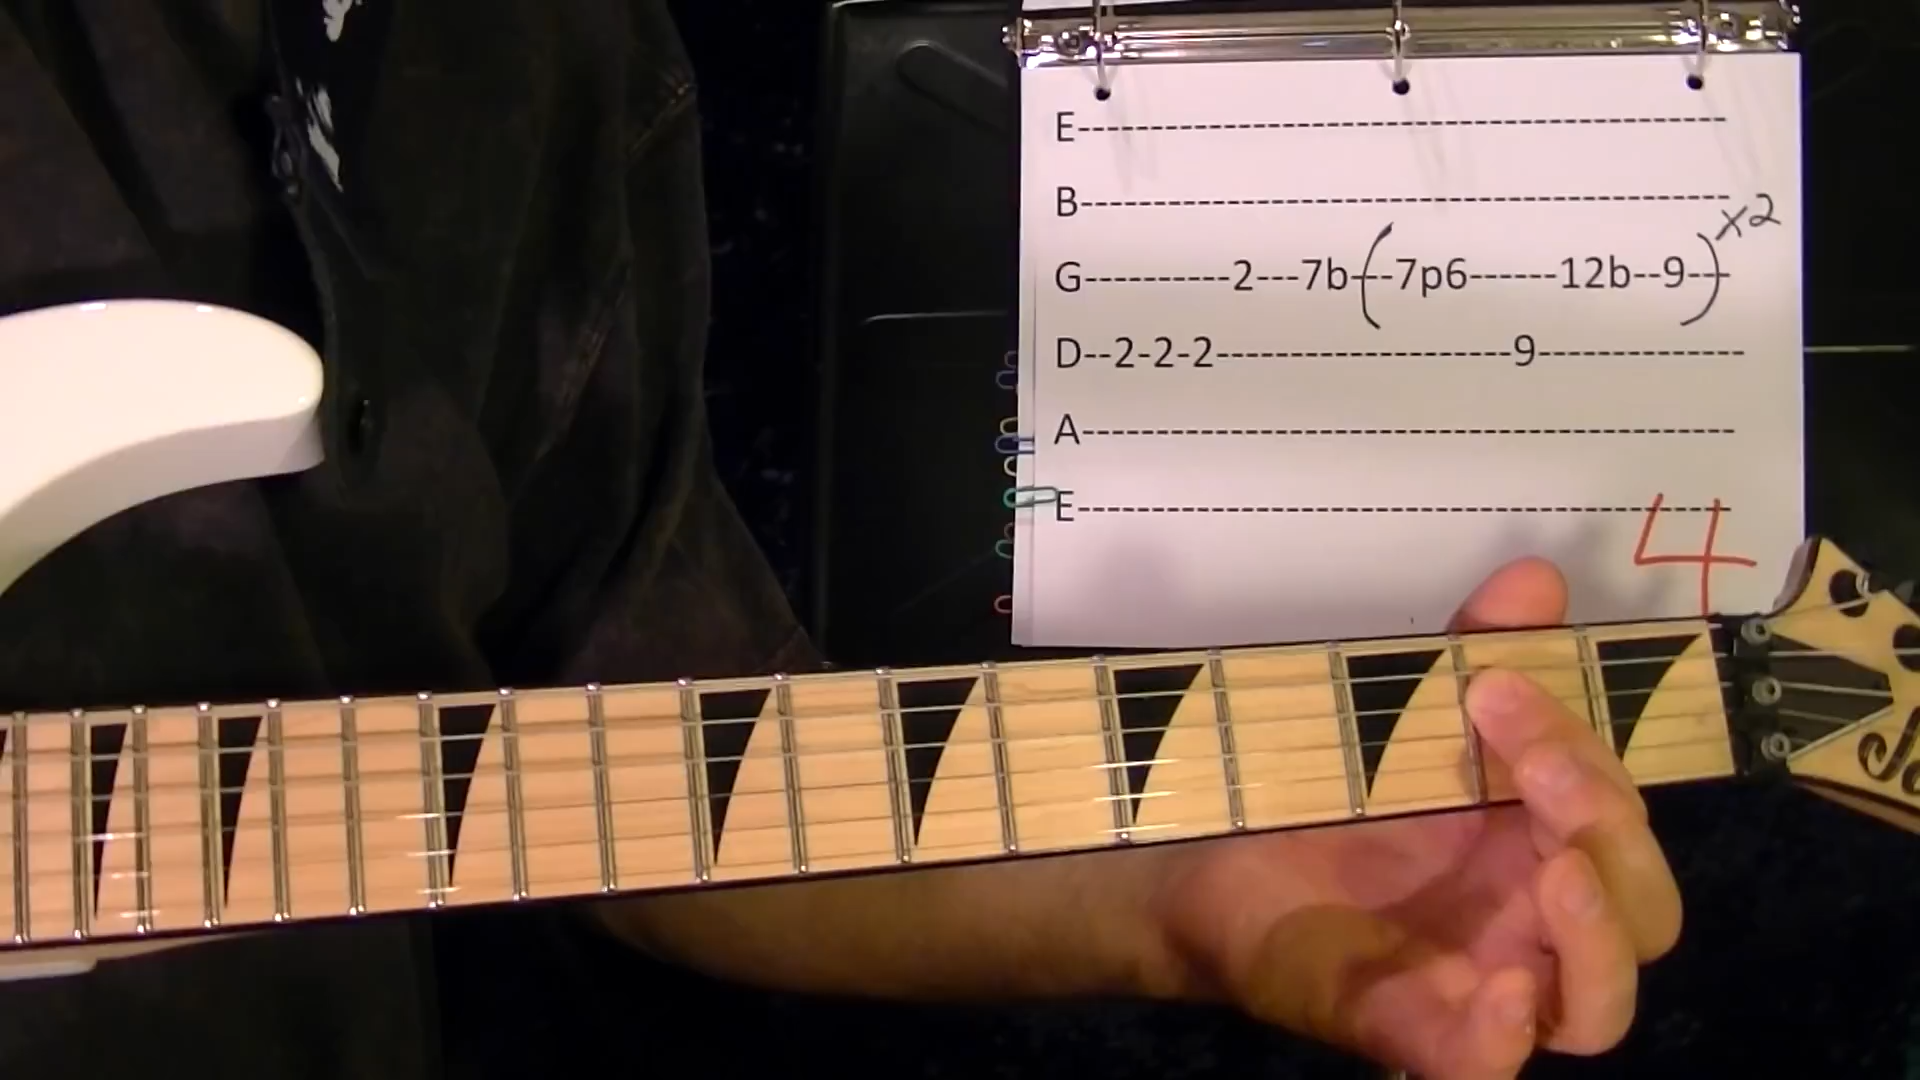 E---------------------------------------------
B---------------------------------------------
G----------2---7b-(--7p6------12b--9--) x2
D--2-2-2--------------------9--------------
A---------------------------------------------
E---------------------------------------------
4